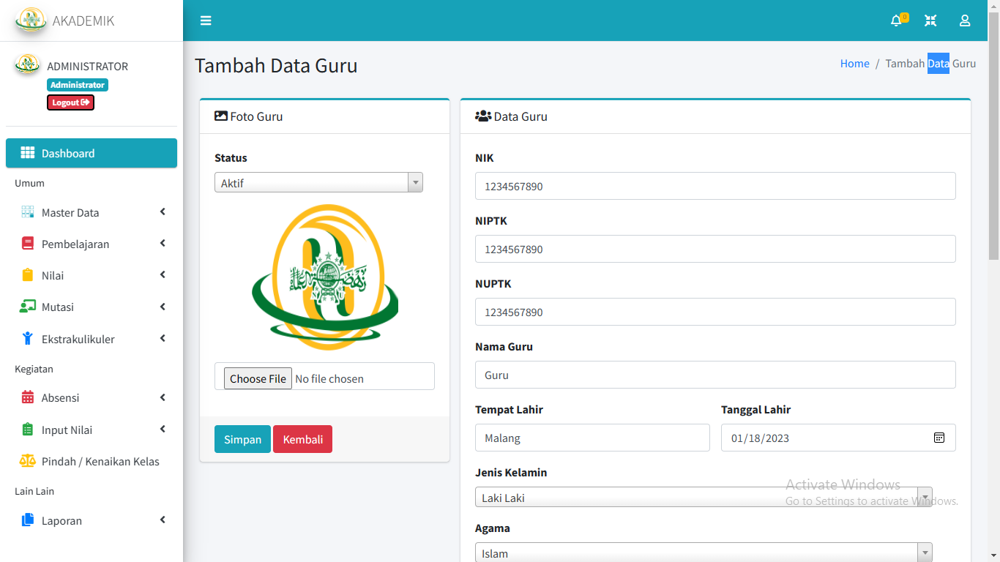 AKADEMIK
0
ADMINISTRATOR
Administrator
Logout
Dashboard
Umum
Master Data
Pembelajaran
Nilai
Mutasi
Ekstrakulikuler
Kegiatan
Absensi
Input Nilai
Pindah / Kenaikan Kelas
Lain Lain
Laporan
Tambah Data Guru
Home / Tambah Data Guru
Foto Guru
Status
Aktif
N U
Choose File No file chosen
Simpan Kembali
Data Guru
NIK
1234567890
NIPTK
1234567890
NUPTK
1234567890
Nama Guru
Guru
Tempat Lahir Tanggal Lahir
Malang 01/18/2023
Jenis Kelamin
Laki Laki
Agama
Islam
Activate Windows
Go to Settings to activate Windows.